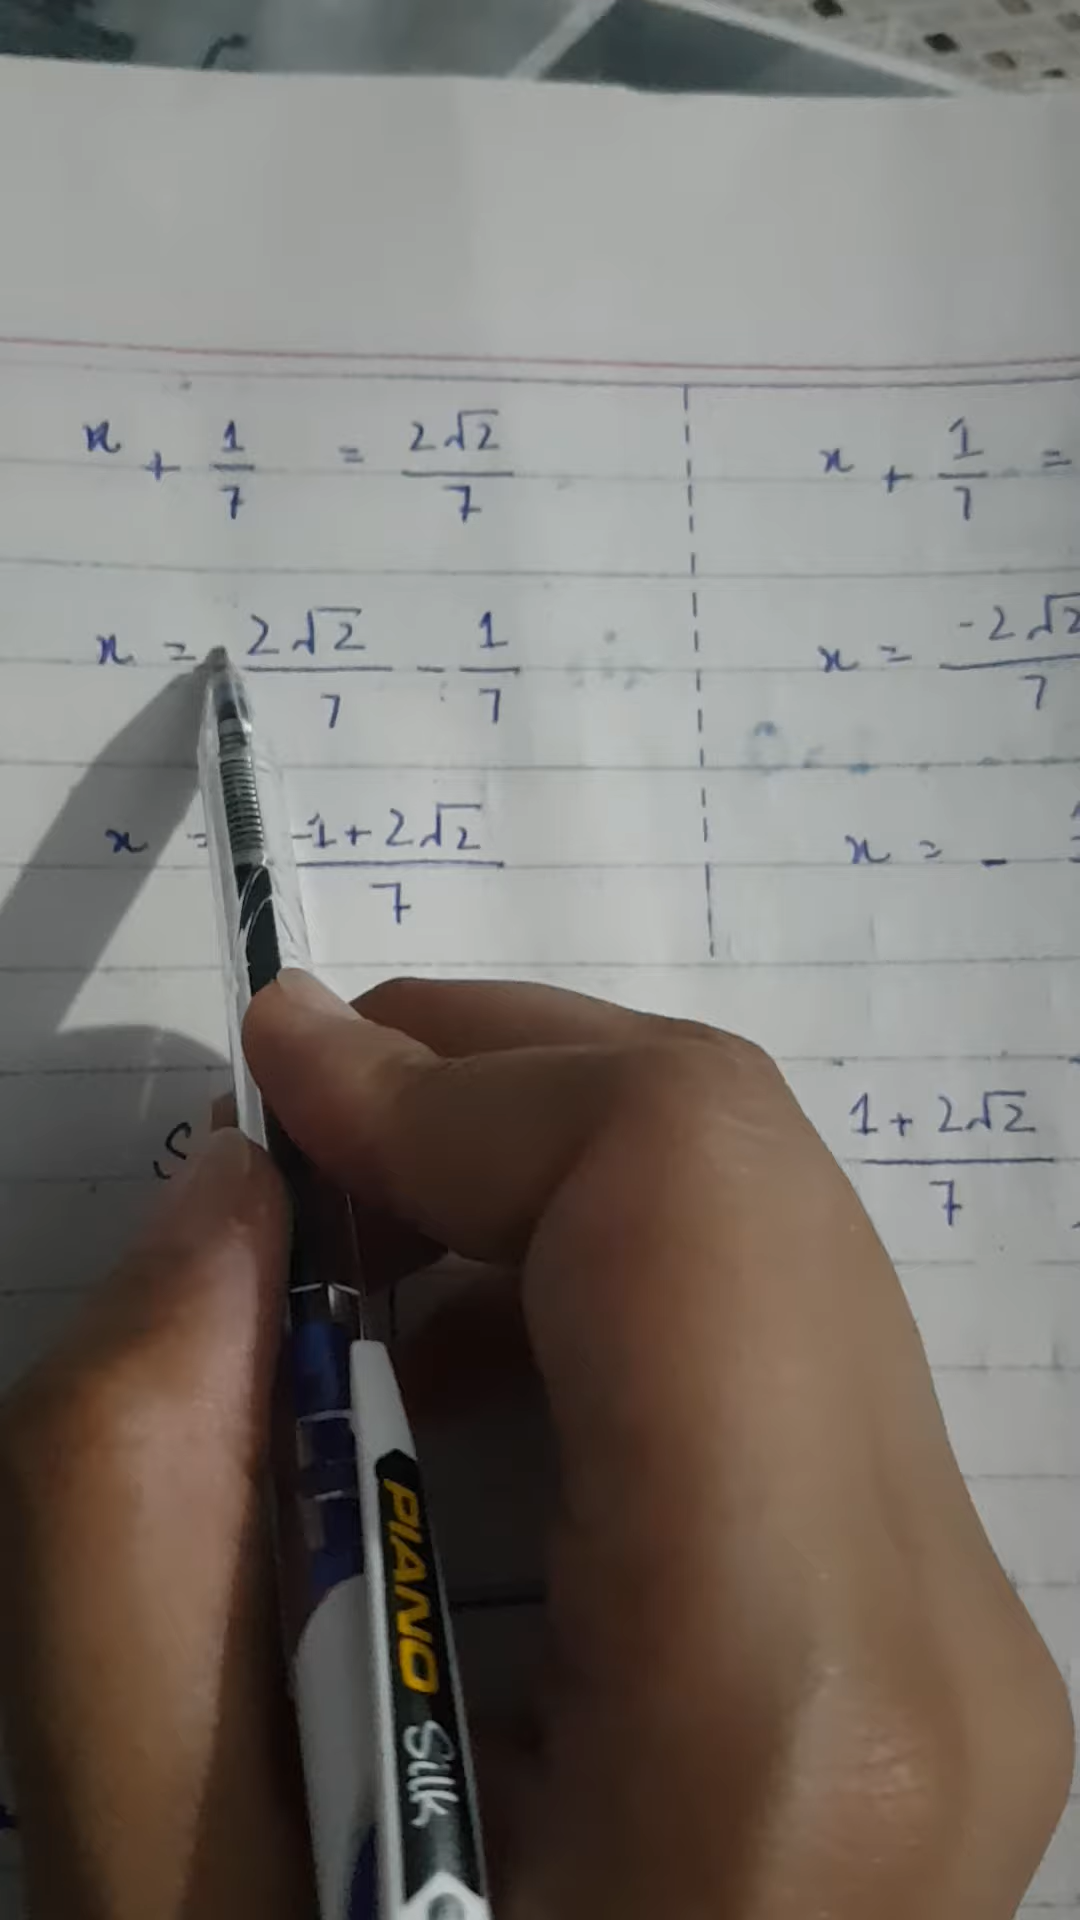 x + 1/7 = 2√2/7
x = 2√2/7 - 1/7
x = -1+2√2/7
x + 1/7 =
x = -2√2/7
x = -
1+2√2/7
PIANO Silk